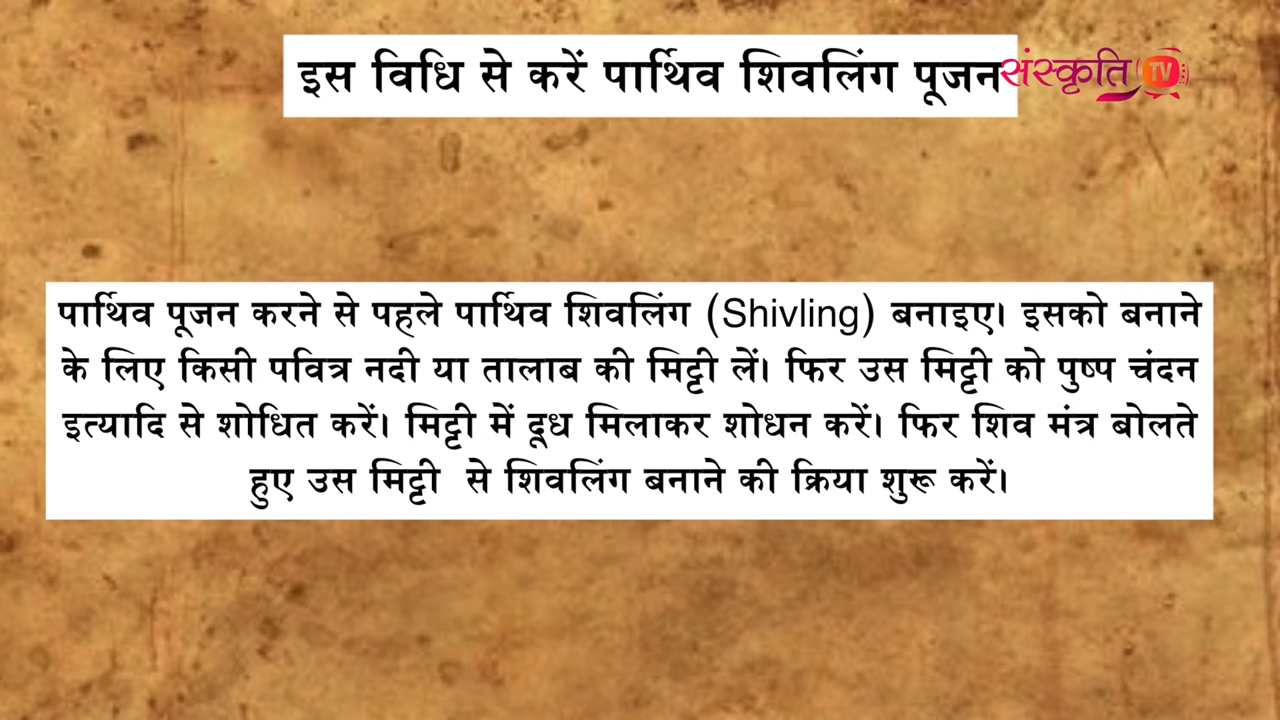 इस विधि से करें पार्थिव शिवलिंग पूजन
संस्कृति TV
पार्थिव पूजन करने से पहले पार्थिव शिवलिंग (Shivling) बनाइए। इसको बनाने
के लिए किसी पवित्र नदी या तालाब की मिट्टी लें। फिर उस मिट्टी को पुष्प चंदन
इत्यादि से शोधित करें। मिट्टी में दूध मिलाकर शोधन करें। फिर शिव मंत्र बोलते
हुए उस मिट्टी से शिवलिंग बनाने की क्रिया शुरू करें।